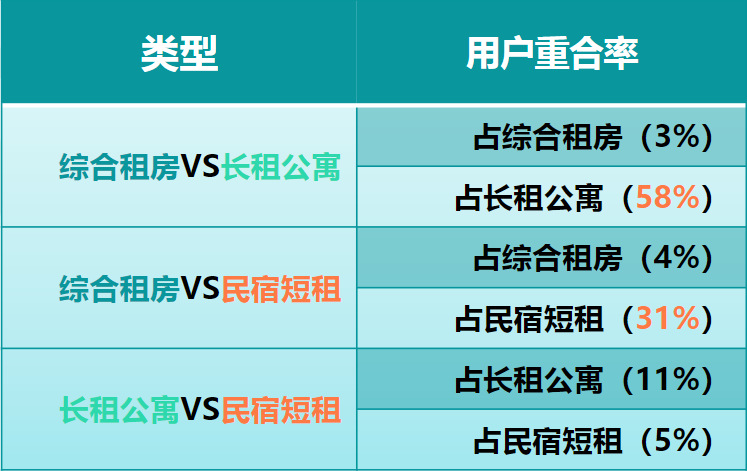 类型
用户重合率
综合租房VS长租公寓
占综合租房（3%）
占长租公寓（58%）
综合租房VS民宿短租
占综合租房（4%）
占民宿短租（31%）
长租公寓VS民宿短租
占长租公寓（11%）
占民宿短租（5%）